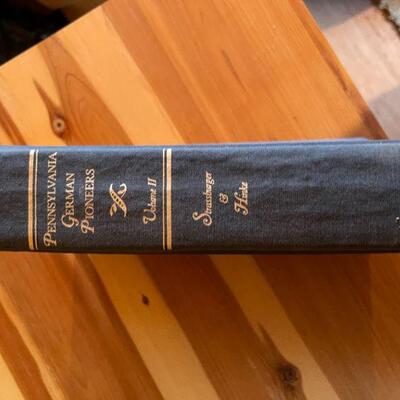 PENNSYLVANIA
GERMAN
PIONEERS
Volume II
Strassburger
&
Hinke